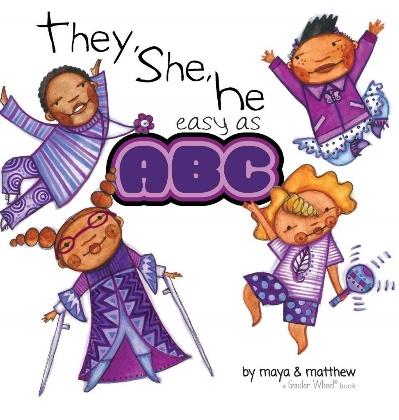 They, She, he
easy as
ABC
by maya & matthew
a Gender Wheel® book